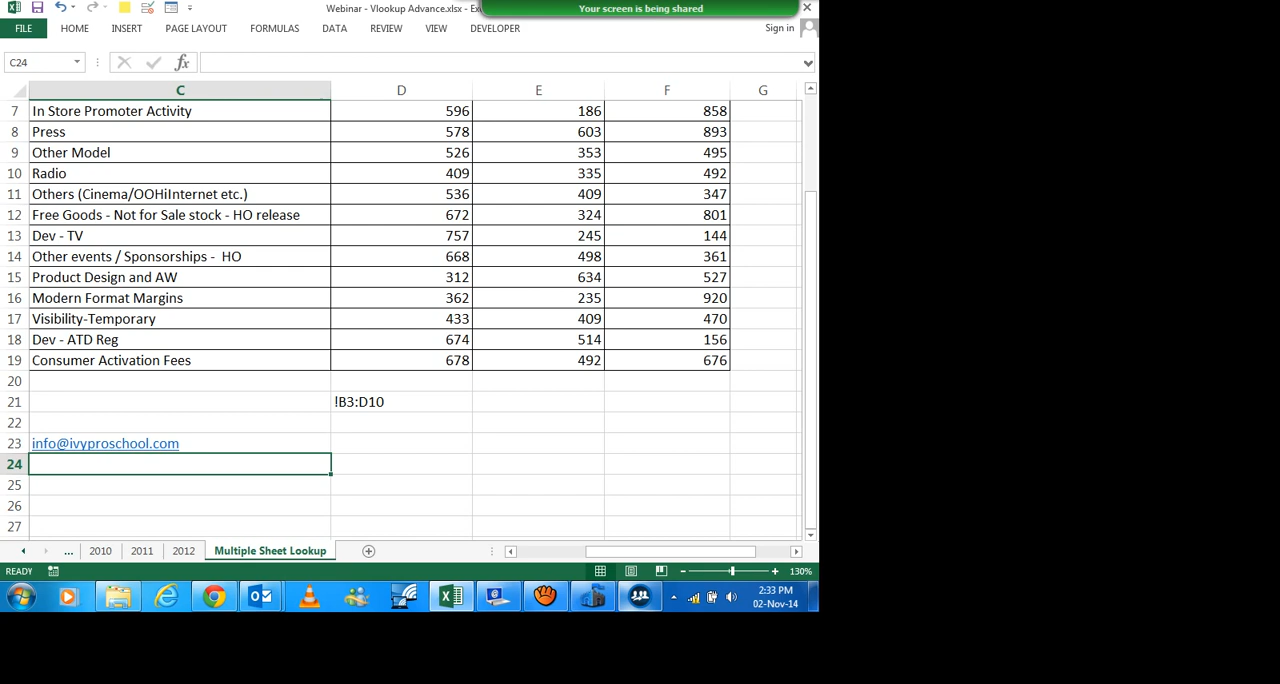 Webinar - Vlookup Advance.xlsx - Exc
Your screen is being shared
FILE HOME INSERT PAGE LAYOUT FORMULAS DATA REVIEW VIEW DEVELOPER Sign in
C24 fx
C D E F G
7 In Store Promoter Activity 596 186 858
8 Press 578 603 893
9 Other Model 526 353 495
10 Radio 409 335 492
11 Others (Cinema/OOHiInternet etc.) 536 409 347
12 Free Goods - Not for Sale stock - HO release 672 324 801
13 Dev - TV 757 245 144
14 Other events / Sponsorships - HO 668 498 361
15 Product Design and AW 312 634 527
16 Modern Format Margins 362 235 920
17 Visibility-Temporary 433 409 470
18 Dev - ATD Reg 674 514 156
19 Consumer Activation Fees 678 492 676
20
21 !B3:D10
22
23 info@ivyproschool.com
24
25
26
27
... 2010 2011 2012 Multiple Sheet Lookup
READY 130%
2:33 PM
02-Nov-14